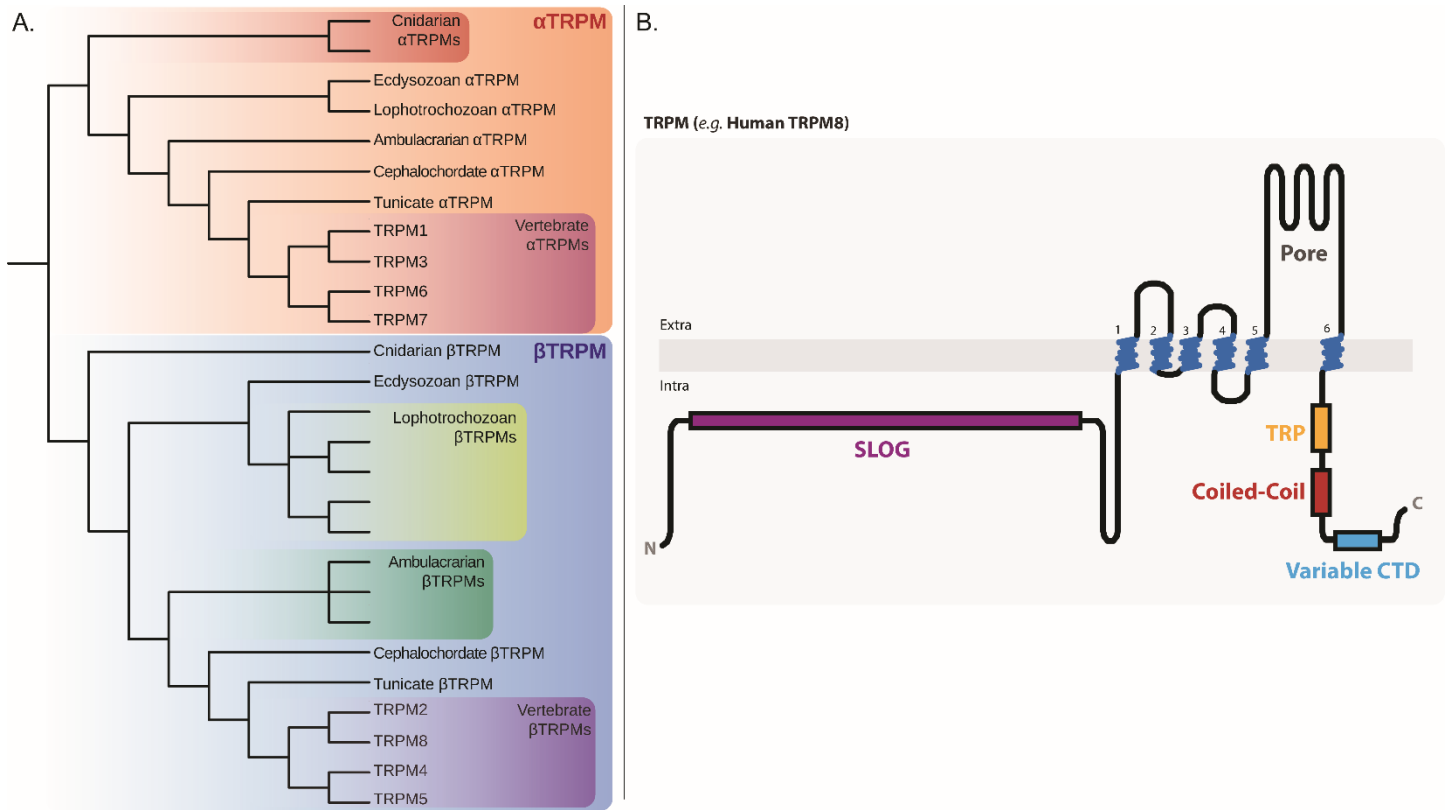 A.
αTRPM
Cnidarian
αTRPMs
Ecdysozoan αTRPM
Lophotrochozoan αTRPM
Ambulacrarian αTRPM
Cephalochordate αTRPM
Tunicate αTRPM
Vertebrate
αTRPMs
TRPM1
TRPM3
TRPM6
TRPM7
βTRPM
Cnidarian βTRPM
Ecdysozoan βTRPM
Lophotrochozoan
βTRPMs
Ambulacrarian
βTRPMs
Cephalochordate βTRPM
Tunicate βTRPM
Vertebrate
βTRPMs
TRPM2
TRPM8
TRPM4
TRPM5
B.
TRPM (e.g. Human TRPM8)
Pore
Extra
1 2 3 4 5 6
Intra
SLOG
TRP
Coiled-Coil
N
C
Variable CTD